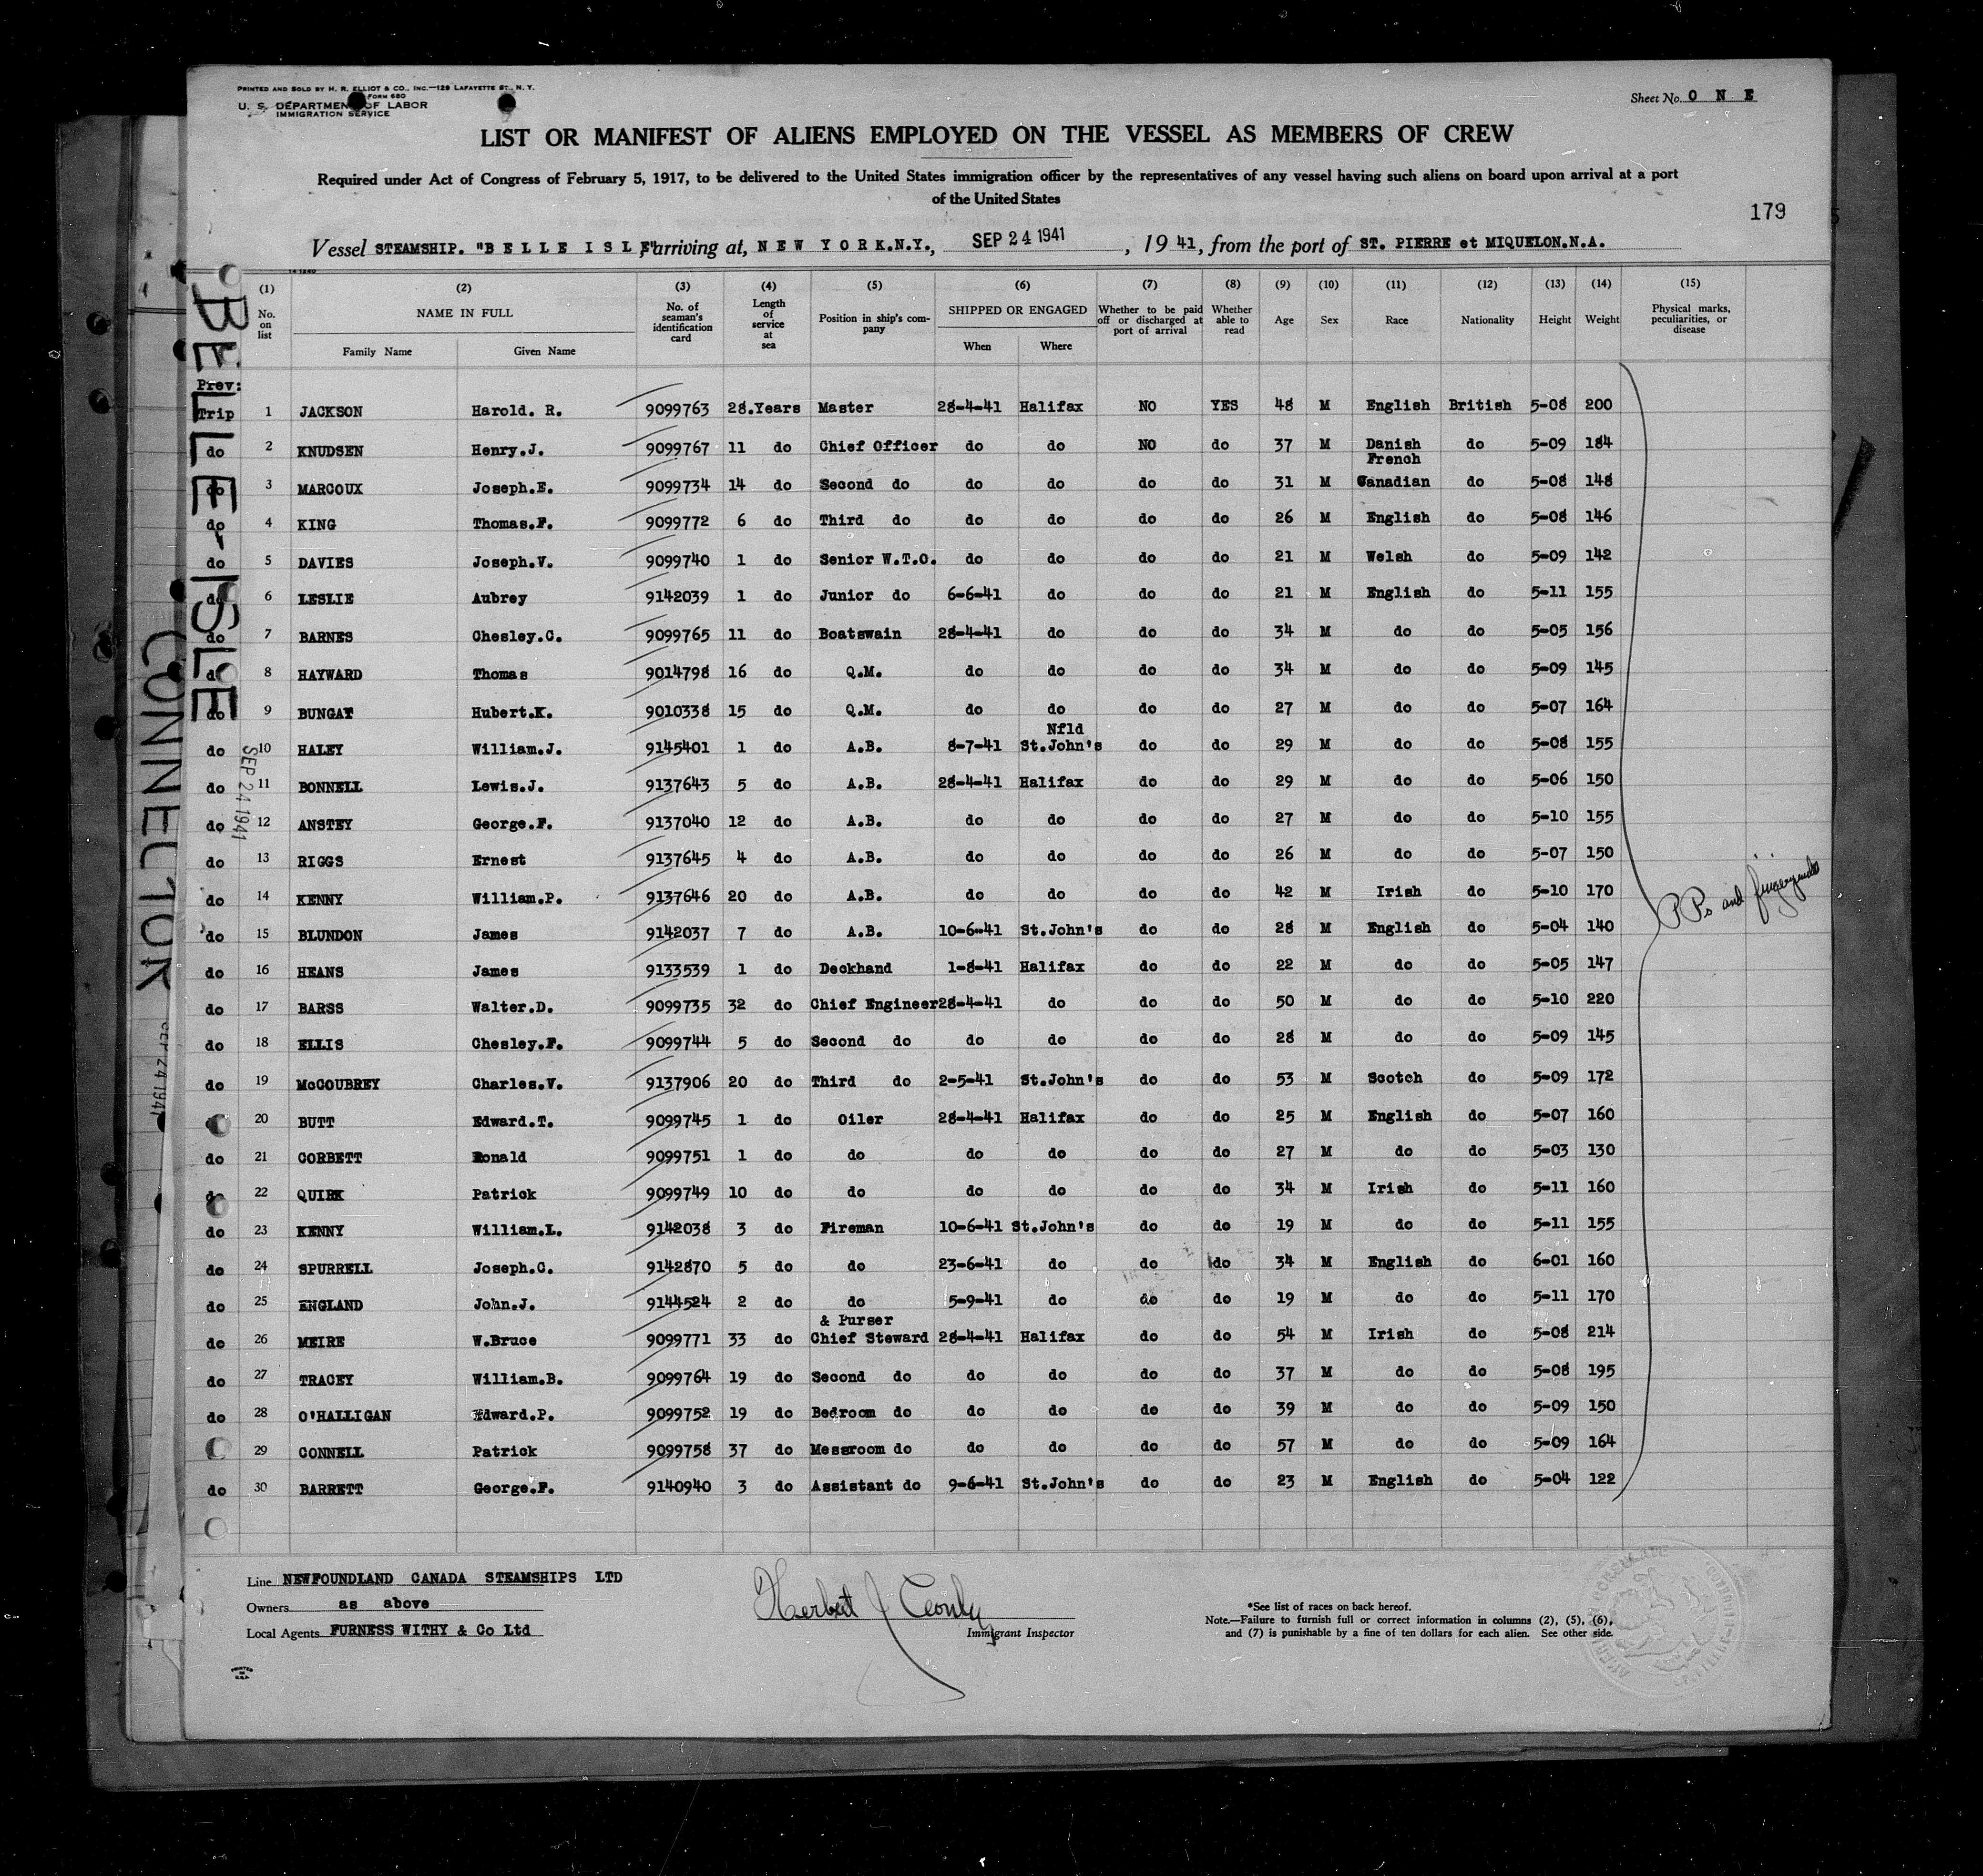 PRINTED AND SOLD BY H. R. ELLIOT & CO., INC.—129 LAFAYETTE ST., N. Y.
FORM 680
U. S. DEPARTMENT OF LABOR
IMMIGRATION SERVICE
Sheet No. O N E
LIST OR MANIFEST OF ALIENS EMPLOYED ON THE VESSEL AS MEMBERS OF CREW
Required under Act of Congress of February 5, 1917, to be delivered to the United States immigration officer by the representatives of any vessel having such aliens on board upon arrival at a port
of the United States
179
Vessel STEAMSHIP. "B E L L E I S L E" arriving at, N E W Y O R K.N.Y., SEP 24 1941, 19 41, from the port of ST. PIERRE et MIQUELON.N.A.
(1) No. on list (2) NAME IN FULL Family Name Given Name (3) No. of seaman's identification card (4) Length of service at sea (5) Position in ship's company (6) SHIPPED OR ENGAGED When Where (7) Whether to be paid off or discharged at port of arrival (8) Whether able to read (9) Age (10) Sex (11) Race (12) Nationality (13) Height (14) Weight (15) Physical marks, peculiarities, or disease
Prev:
Trip 1 JACKSON Harold. R. 9099763 28.Years Master 28-4-41 Halifax NO YES 48 M English British 5-08 200
do 2 KNUDSEN Henry.J. 9099767 11 do Chief Officer do do NO do 37 M Danish do 5-09 184
French
do 3 MARCOUX Joseph.E. 9099734 14 do Second do do do do do 31 M Canadian do 5-08 148
do 4 KING Thomas.F. 9099772 6 do Third do do do do do 26 M English do 5-08 146
do 5 DAVIES Joseph.V. 9099740 1 do Senior W.T.O. do do do do 21 M Welsh do 5-09 142
do 6 LESLIE Aubrey 9142039 1 do Junior do 6-6-41 do do do 21 M English do 5-11 155
do 7 BARNES Chesley.C. 9099765 11 do Boatswain 28-4-41 do do do 34 M do do 5-05 156
do 8 HAYWARD Thomas 9014798 16 do Q.M. do do do do 34 M do do 5-09 145
do 9 BUNGAY Hubert.K. 9010338 15 do Q.M. do do do do 27 M do do 5-07 164
Nfld
do 10 HALEY William.J. 9145401 1 do A.B. 8-7-41 St.John's do do 29 M do do 5-08 155
do 11 BONNELL Lewis.J. 9137643 5 do A.B. 28-4-41 Halifax do do 29 M do do 5-06 150
do 12 ANSTEY George.F. 9137040 12 do A.B. do do do do 27 M do do 5-10 155
do 13 RIGGS Ernest 9137645 4 do A.B. do do do do 26 M do do 5-07 150
do 14 KENNY William.P. 9137646 20 do A.B. do do do do 42 M Irish do 5-10 170
do 15 BLUNDON James 9142037 7 do A.B. 10-6-41 St.John's do do 28 M English do 5-04 140
do 16 HEANS James 9133539 1 do Deckhand 1-8-41 Halifax do do 22 M do do 5-05 147
do 17 BARSS Walter.D. 9099735 32 do Chief Engineer 28-4-41 do do do 50 M do do 5-10 220
do 18 ELLIS Chesley.F. 9099744 5 do Second do do do do do 28 M do do 5-09 145
do 19 McCOUBREY Charles.V. 9137906 20 do Third do 2-5-41 St.John's do do 53 M Scotch do 5-09 172
20 BUTT Edward.T. 9099745 1 do Oiler 28-4-41 Halifax do do 25 M English do 5-07 160
do 21 CORBETT Ronald 9099751 1 do do do do do do 27 M do do 5-03 130
do 22 QUIRK Patrick 9099749 10 do do do do do do 34 M Irish do 5-11 160
do 23 KENNY William.L. 9142038 3 do Fireman 10-6-41 St.John's do do 19 M do do 5-11 155
do 24 SPURRELL Joseph.C. 9142870 5 do do 23-6-41 do do do 34 M English do 6-01 160
do 25 ENGLAND John.J. 9144524 2 do do 5-9-41 do do do 19 M do do 5-11 170
& Purser
do 26 MEIRE W.Bruce 9099771 33 do Chief Steward 28-4-41 Halifax do do 54 M Irish do 5-08 214
do 27 TRACEY William.B. 9099764 19 do Second do do do do do 37 M do do 5-08 195
do 28 O'HALLIGAN Edward.P. 9099752 19 do Bedroom do do do do do 39 M do do 5-09 150
29 CONNELL Patrick 9099758 37 do Messroom do do do do do 57 M do do 5-09 164
do 30 BARRETT George.F. 9140940 3 do Assistant do 9-6-41 St.John's do do 23 M English do 5-04 122
BELLE ISLE
CONNECTOR
SEP 24 1941
SEP 24 1941
PPs and fingerprints
Line NEWFOUNDLAND CANADA STEAMSHIPS LTD
Owners as above
Local Agents FURNESS WITHY & Co Ltd
Herbert J
Immigrant Inspector
*See list of races on back hereof.
Note.—Failure to furnish full or correct information in columns (2), (5), (6),
and (7) is punishable by a fine of ten dollars for each alien. See other side.
PRINTED
IN
U.S.A.